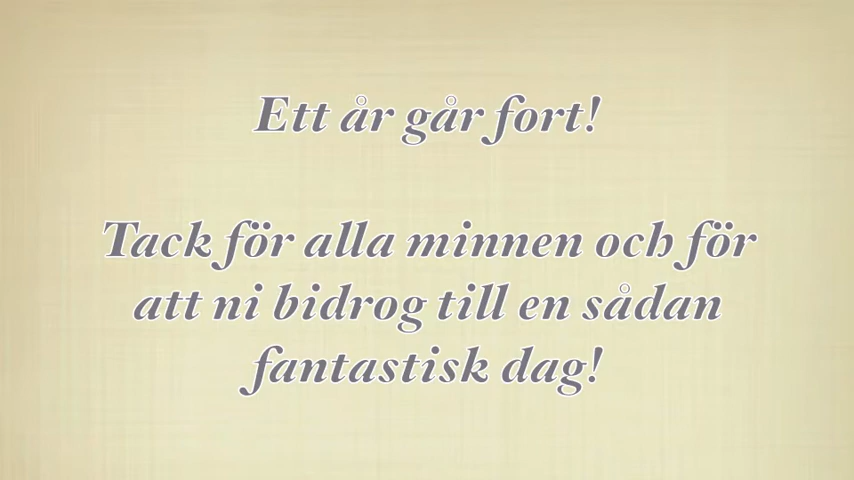 Ett år går fort!
Tack för alla minnen och för
att ni bidrog till en sådan
fantastisk dag!